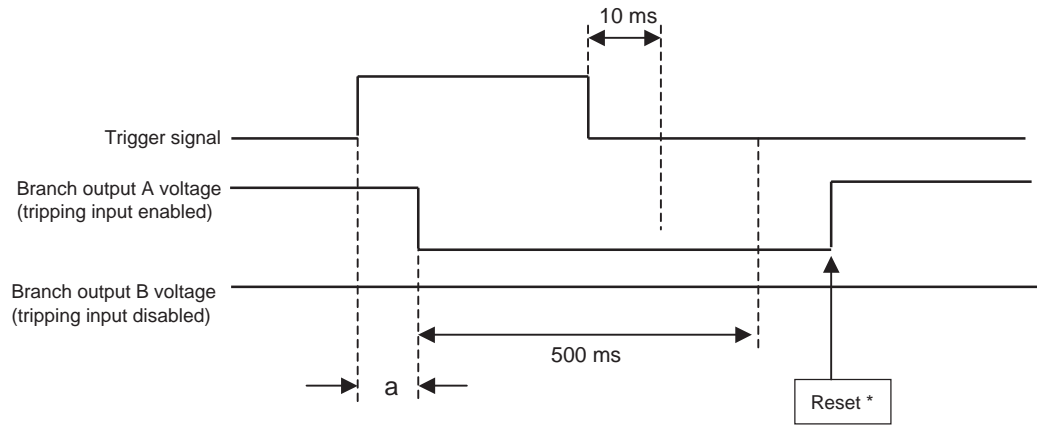 10 ms
Trigger signal
Branch output A voltage
(tripping input enabled)
Branch output B voltage
(tripping input disabled)
500 ms
a
Reset *